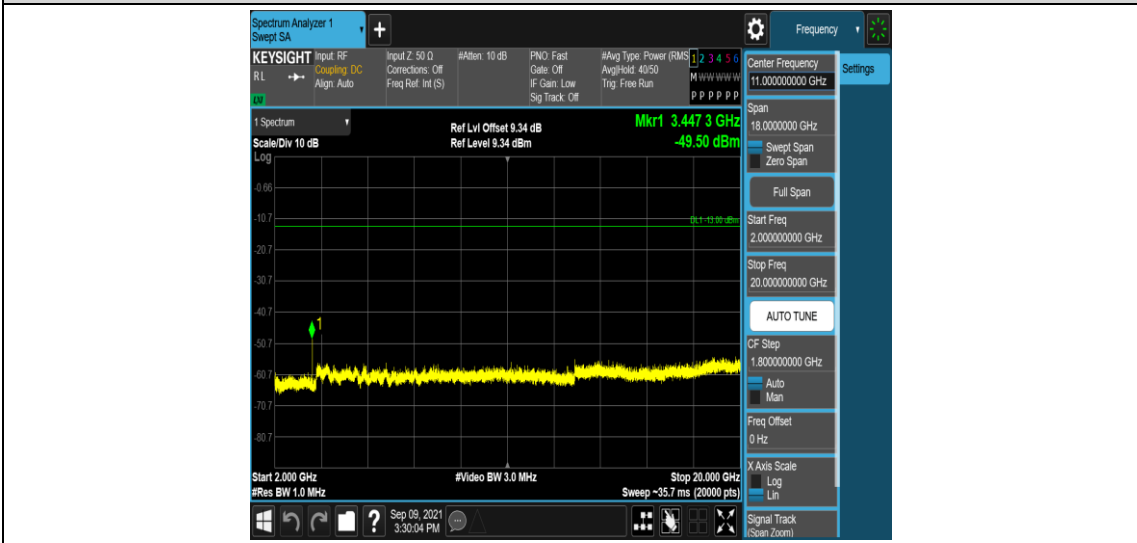 Spectrum Analyzer 1
Swept SA
+
Frequency
KEYSIGHT
RL
LXI
Input: RF
Coupling: DC
Align: Auto
Input Z: 50 Ω
Corrections: Off
Freq Ref: Int (S)
#Atten: 10 dB
PNO: Fast
Gate: Off
IF Gain: Low
Sig Track: Off
#Avg Type: Power (RMS
Avg|Hold: 40/50
Trig: Free Run
1 2 3 4 5 6
M W W W W W
P P P P P P
Center Frequency
11.000000000 GHz
Settings
Span
18.0000000 GHz
Swept Span
Zero Span
Full Span
Start Freq
2.000000000 GHz
Stop Freq
20.000000000 GHz
AUTO TUNE
CF Step
1.800000000 GHz
Auto
Man
Freq Offset
0 Hz
X Axis Scale
Log
Lin
Signal Track
(Span Zoom)
1 Spectrum
Scale/Div 10 dB
Log
Ref Lvl Offset 9.34 dB
Ref Level 9.34 dBm
Mkr1 3.447 3 GHz
-49.50 dBm
-0.66
-10.7
DL1 -13.00 dBm
-20.7
-30.7
-40.7
1
-50.7
-60.7
-70.7
-80.7
Start 2.000 GHz
#Video BW 3.0 MHz
Stop 20.000 GHz
#Res BW 1.0 MHz
Sweep ~35.7 ms (20000 pts)
?
Sep 09, 2021
3:30:04 PM